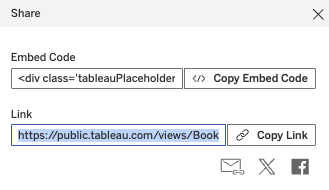 Share
Embed Code
<div class='tableauPlaceholder
Copy Embed Code
Link
https://public.tableau.com/views/Book
Copy Link